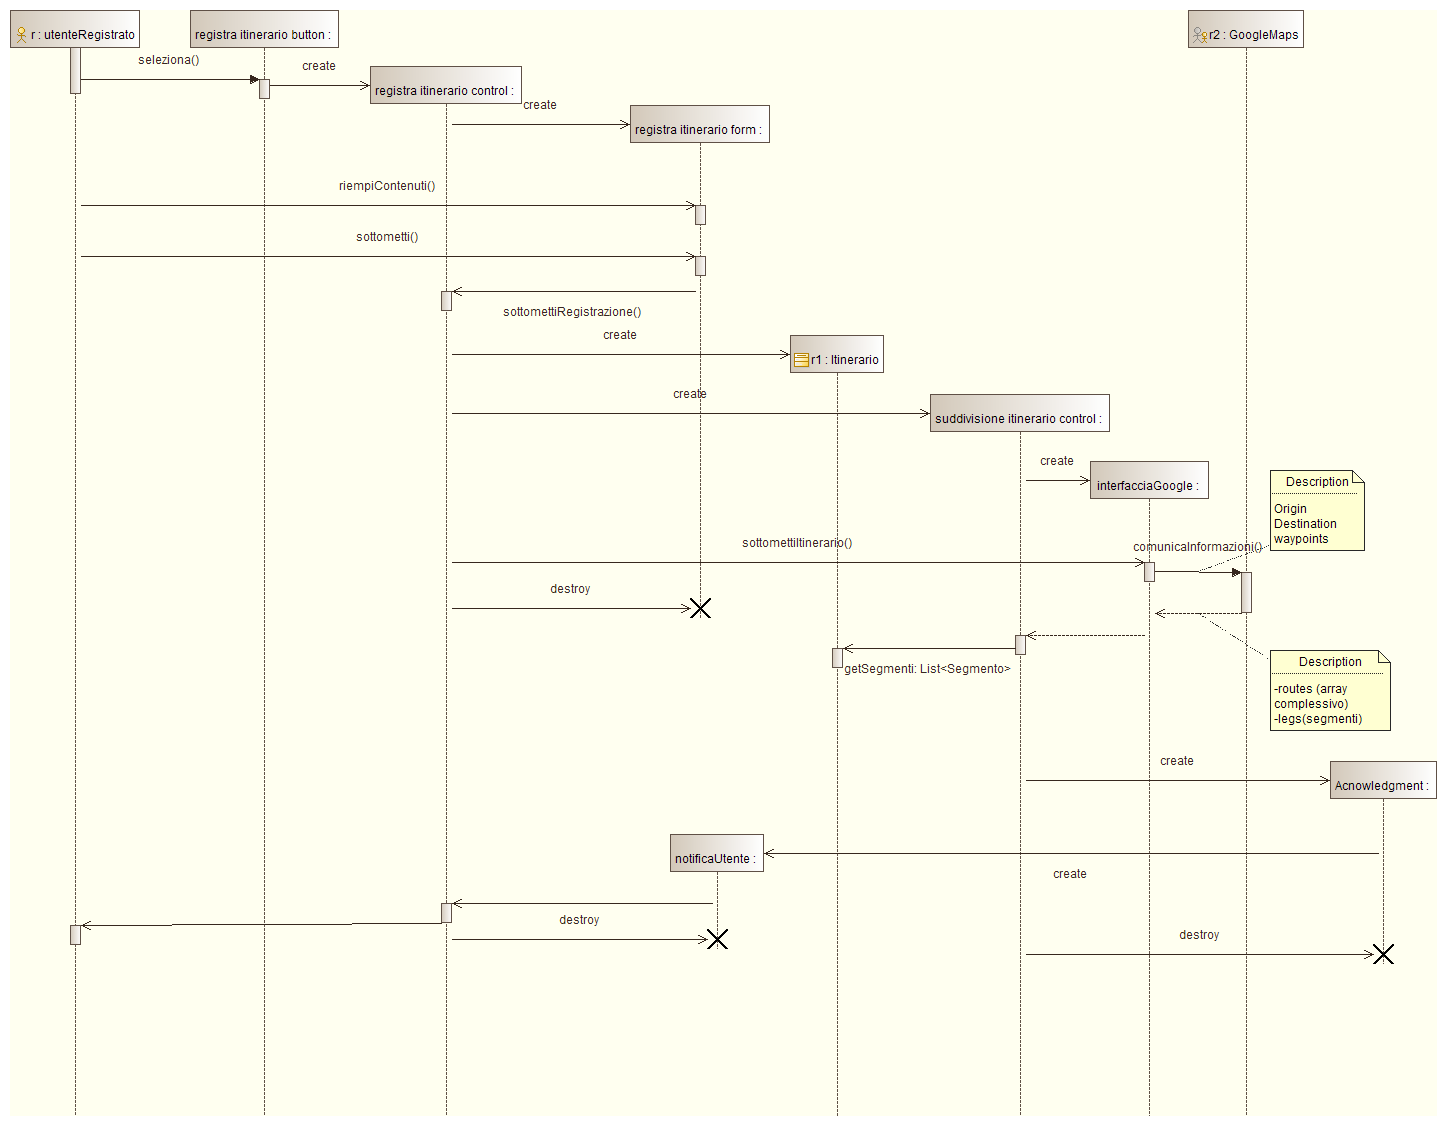 r : utenteRegistrato
registra itinerario button :
r2 : GoogleMaps
seleziona()
create
registra itinerario control :
create
registra itinerario form :
riempiContenuti()
sottometti()
sottomettiRegistrazione()
create
r1 : Itinerario
create
suddivisione itinerario control :
create
interfacciaGoogle :
Description
Origin
Destination
waypoints
sottomettiItinerario()
comunicaInformazioni()
destroy
getSegmenti: List<Segmento>
Description
-routes (array
complessivo)
-legs(segmenti)
create
Acnowledgment :
notificaUtente :
create
destroy
destroy